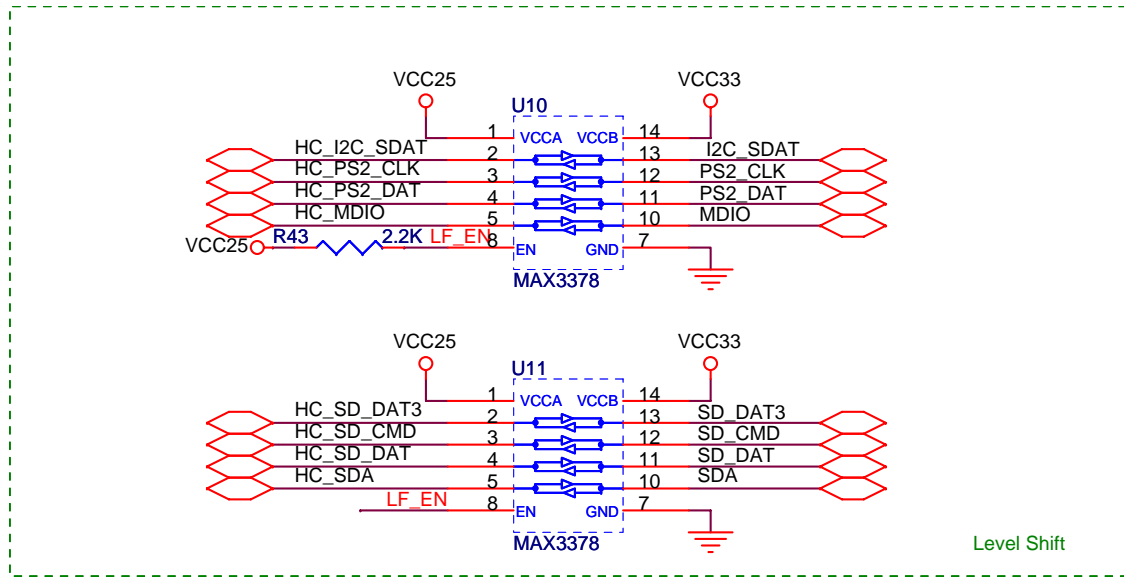 VCC25 VCC33
U10
1 VCCA VCCB 14
HC_I2C_SDAT 2 13 I2C_SDAT
HC_PS2_CLK 3 12 PS2_CLK
HC_PS2_DAT 4 11 PS2_DAT
HC_MDIO 5 10 MDIO
VCC25 R43 2.2K LF_EN 8 EN GND 7
MAX3378
VCC25 VCC33
U11
1 VCCA VCCB 14
HC_SD_DAT3 2 13 SD_DAT3
HC_SD_CMD 3 12 SD_CMD
HC_SD_DAT 4 11 SD_DAT
HC_SDA 5 10 SDA
LF_EN 8 EN GND 7
MAX3378
Level Shift